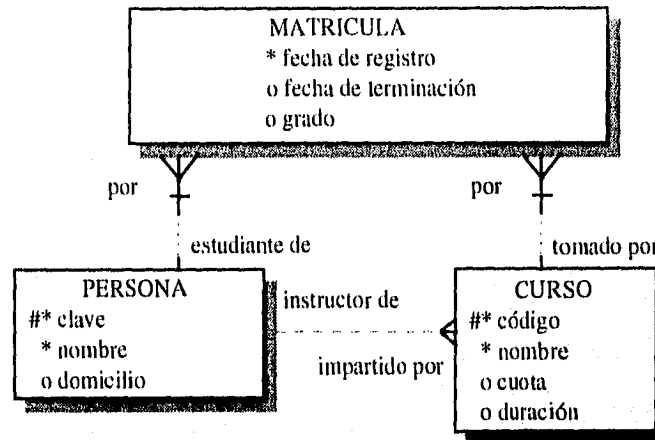 MATRICULA
* fecha de registro
o fecha de terminación
o grado
por
por
estudiante de
tomado por
PERSONA
#* clave
* nombre
o domicilio
instructor de
impartido por
CURSO
#* código
* nombre
o cuota
o duración